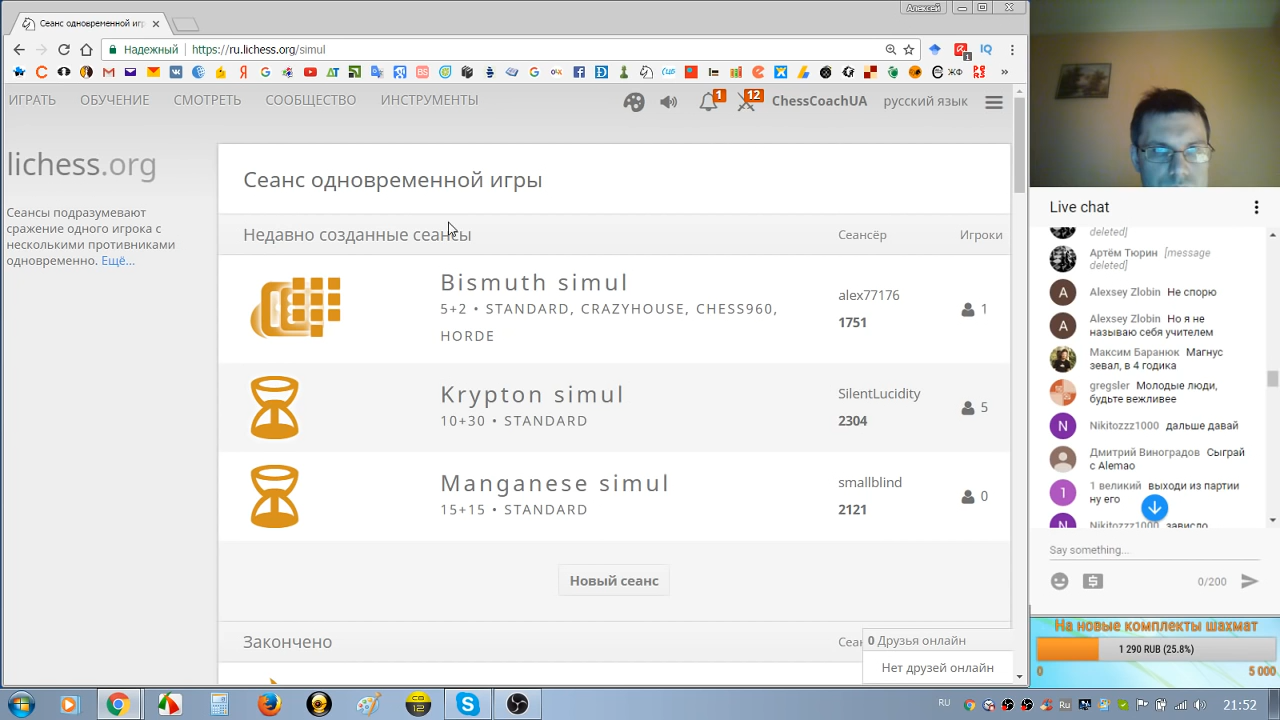 Сеанс одновременной игр
Алексей
Надежный
https://ru.lichess.org/simul
ИГРАТЬ
ОБУЧЕНИЕ
СМОТРЕТЬ
СООБЩЕСТВО
ИНСТРУМЕНТЫ
1
12
ChessCoachUA
русский язык
lichess.org
Сеансы подразумевают
сражение одного игрока с
несколькими противниками
одновременно. Ещё...
Сеанс одновременной игры
Недавно созданные сеансы
Сеансёр
Игроки
Bismuth simul
5+2 • STANDARD, CRAZYHOUSE, CHESS960,
HORDE
alex77176
1751
1
Krypton simul
10+30 • STANDARD
SilentLucidity
2304
5
Manganese simul
15+15 • STANDARD
smallblind
2121
0
Новый сеанс
Закончено
Сеа
0 Друзья онлайн
Нет друзей онлайн
Live chat
deleted]
Артём Тюрин [message
deleted]
Alexsey Zlobin Не спорю
Alexsey Zlobin Но я не
называю себя учителем
Максим Баранюк Магнус
зевал, в 4 годика
gregsler Молодые люди,
будьте вежливее
Nikitozzz1000 дальше давай
Дмитрий Виноградов Сыграй
с Alemao
1 великий выходи из партии
ну его
Nikitozzz1000 зависло
Say something...
0/200
На новые комплекты шахмат
1 290 RUB (25.8%)
0
5 000
RU
21:52